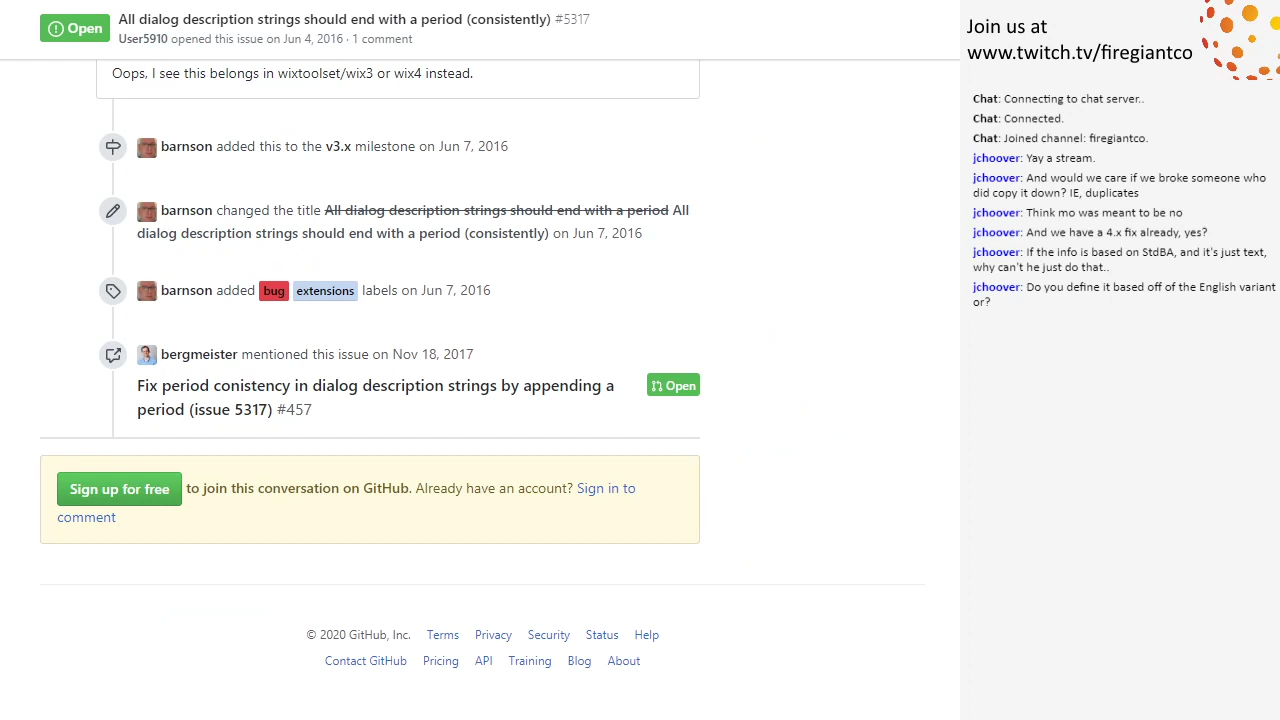 Open
All dialog description strings should end with a period (consistently) #5317
User5910 opened this issue on Jun 4, 2016 · 1 comment
Oops, I see this belongs in wixtoolset/wix3 or wix4 instead.
barnson added this to the v3.x milestone on Jun 7, 2016
barnson changed the title All dialog description strings should end with a period All
dialog description strings should end with a period (consistently) on Jun 7, 2016
barnson added bug extensions labels on Jun 7, 2016
bergmeister mentioned this issue on Nov 18, 2017
Fix period conistency in dialog description strings by appending a
period (issue 5317) #457
Open
Sign up for free to join this conversation on GitHub. Already have an account? Sign in to
comment
© 2020 GitHub, Inc. Terms Privacy Security Status Help
Contact GitHub Pricing API Training Blog About
Join us at
www.twitch.tv/firegiantco
Chat: Connecting to chat server..
Chat: Connected.
Chat: Joined channel: firegiantco.
jchoover: Yay a stream.
jchoover: And would we care if we broke someone who
did copy it down? IE, duplicates
jchoover: Think mo was meant to be no
jchoover: And we have a 4.x fix already, yes?
jchoover: If the info is based on StdBA, and it's just text,
why can't he just do that..
jchoover: Do you define it based off of the English variant
or?